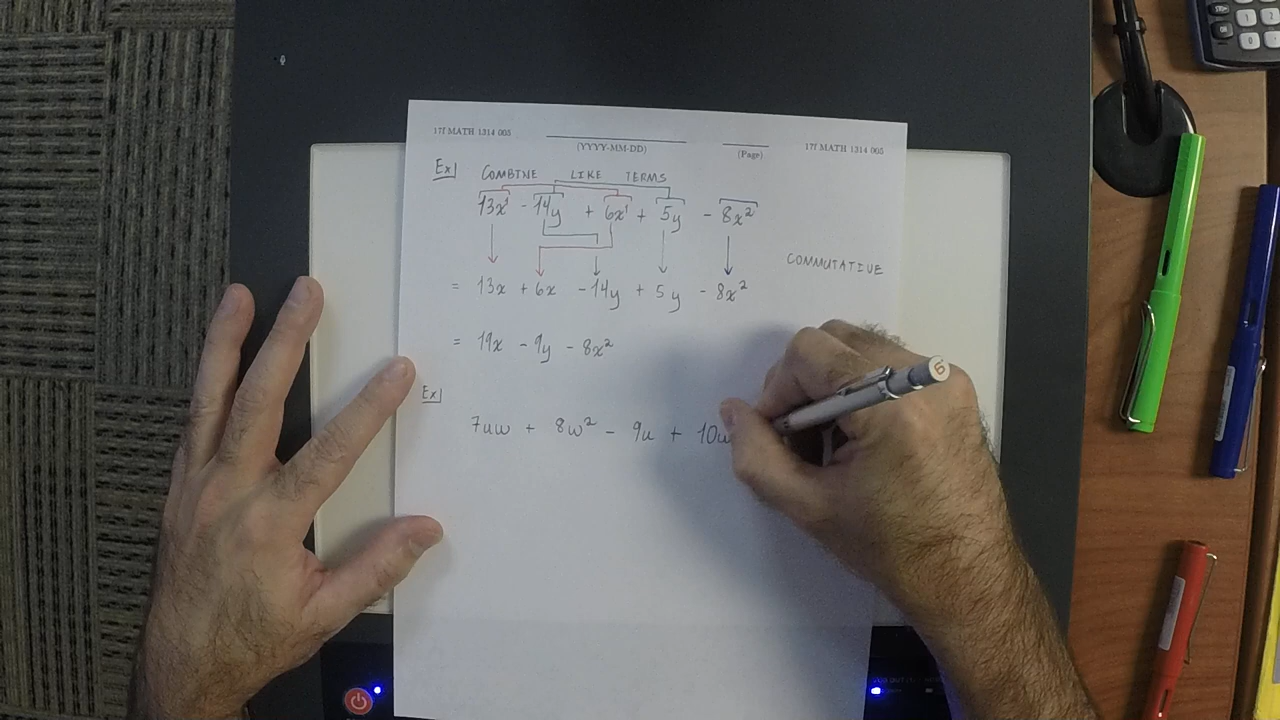 17f MATH 1314 005 (YYYY-MM-DD) (Page) 17f MATH 1314 005
Ex| COMBINE LIKE TERMS
13x¹ - 14y + 6x¹ + 5y - 8x²
COMMUTATIVE
= 13x + 6x - 14y + 5y - 8x²
= 19x - 9y - 8x²
Ex|
7uw + 8w² - 9u + 10u